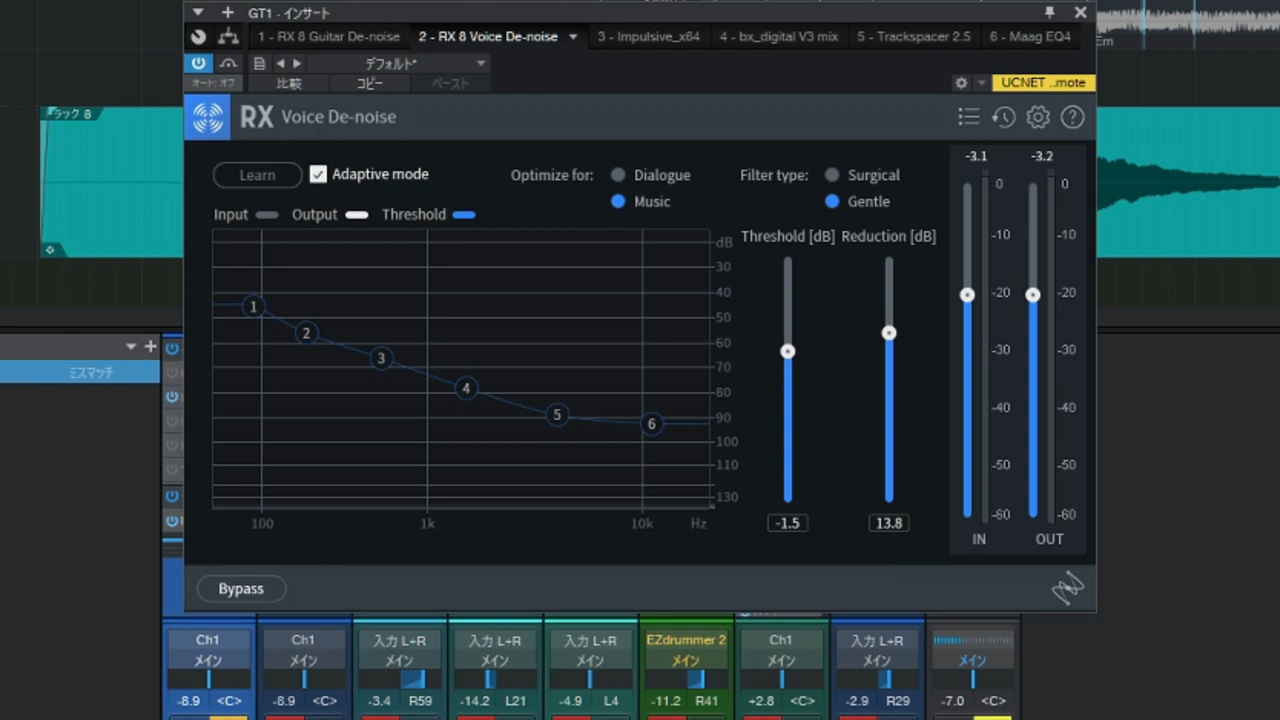 GT1 - インサート
1 - RX 8 Guitar De-noise
2 - RX 8 Voice De-noise
3 - Impulsive_x64
4 - bx_digital V3 mix
5 - Trackspacer 2.5
6 - Maag EQ4
Em
デフォルト*
オート: オフ
比較
コピー
ペースト
UCNET ..mote
RX Voice De-noise
ラック 8
Learn
Adaptive mode
Optimize for:
Dialogue
Music
Filter type:
Surgical
Gentle
-3.1
-3.2
Input
Output
Threshold
Threshold [dB]
Reduction [dB]
dB
30
40
50
60
70
80
90
100
110
130
1
2
3
4
5
6
100
1k
10k
Hz
-1.5
13.8
0
-10
-20
-30
-40
-50
-60
0
-10
-20
-30
-40
-50
-60
IN
OUT
ミスマッチ
Bypass
Ch1
Ch1
入力 L+R
入力 L+R
入力 L+R
EZdrummer 2
Ch1
入力 L+R
メイン
メイン
メイン
メイン
メイン
メイン
メイン
メイン
メイン
-8.9 <C>
-8.9 <C>
-3.4 R59
-14.2 L21
-4.9 L4
-11.2 R41
+2.8 <C>
-2.9 R29
-7.0 <C>